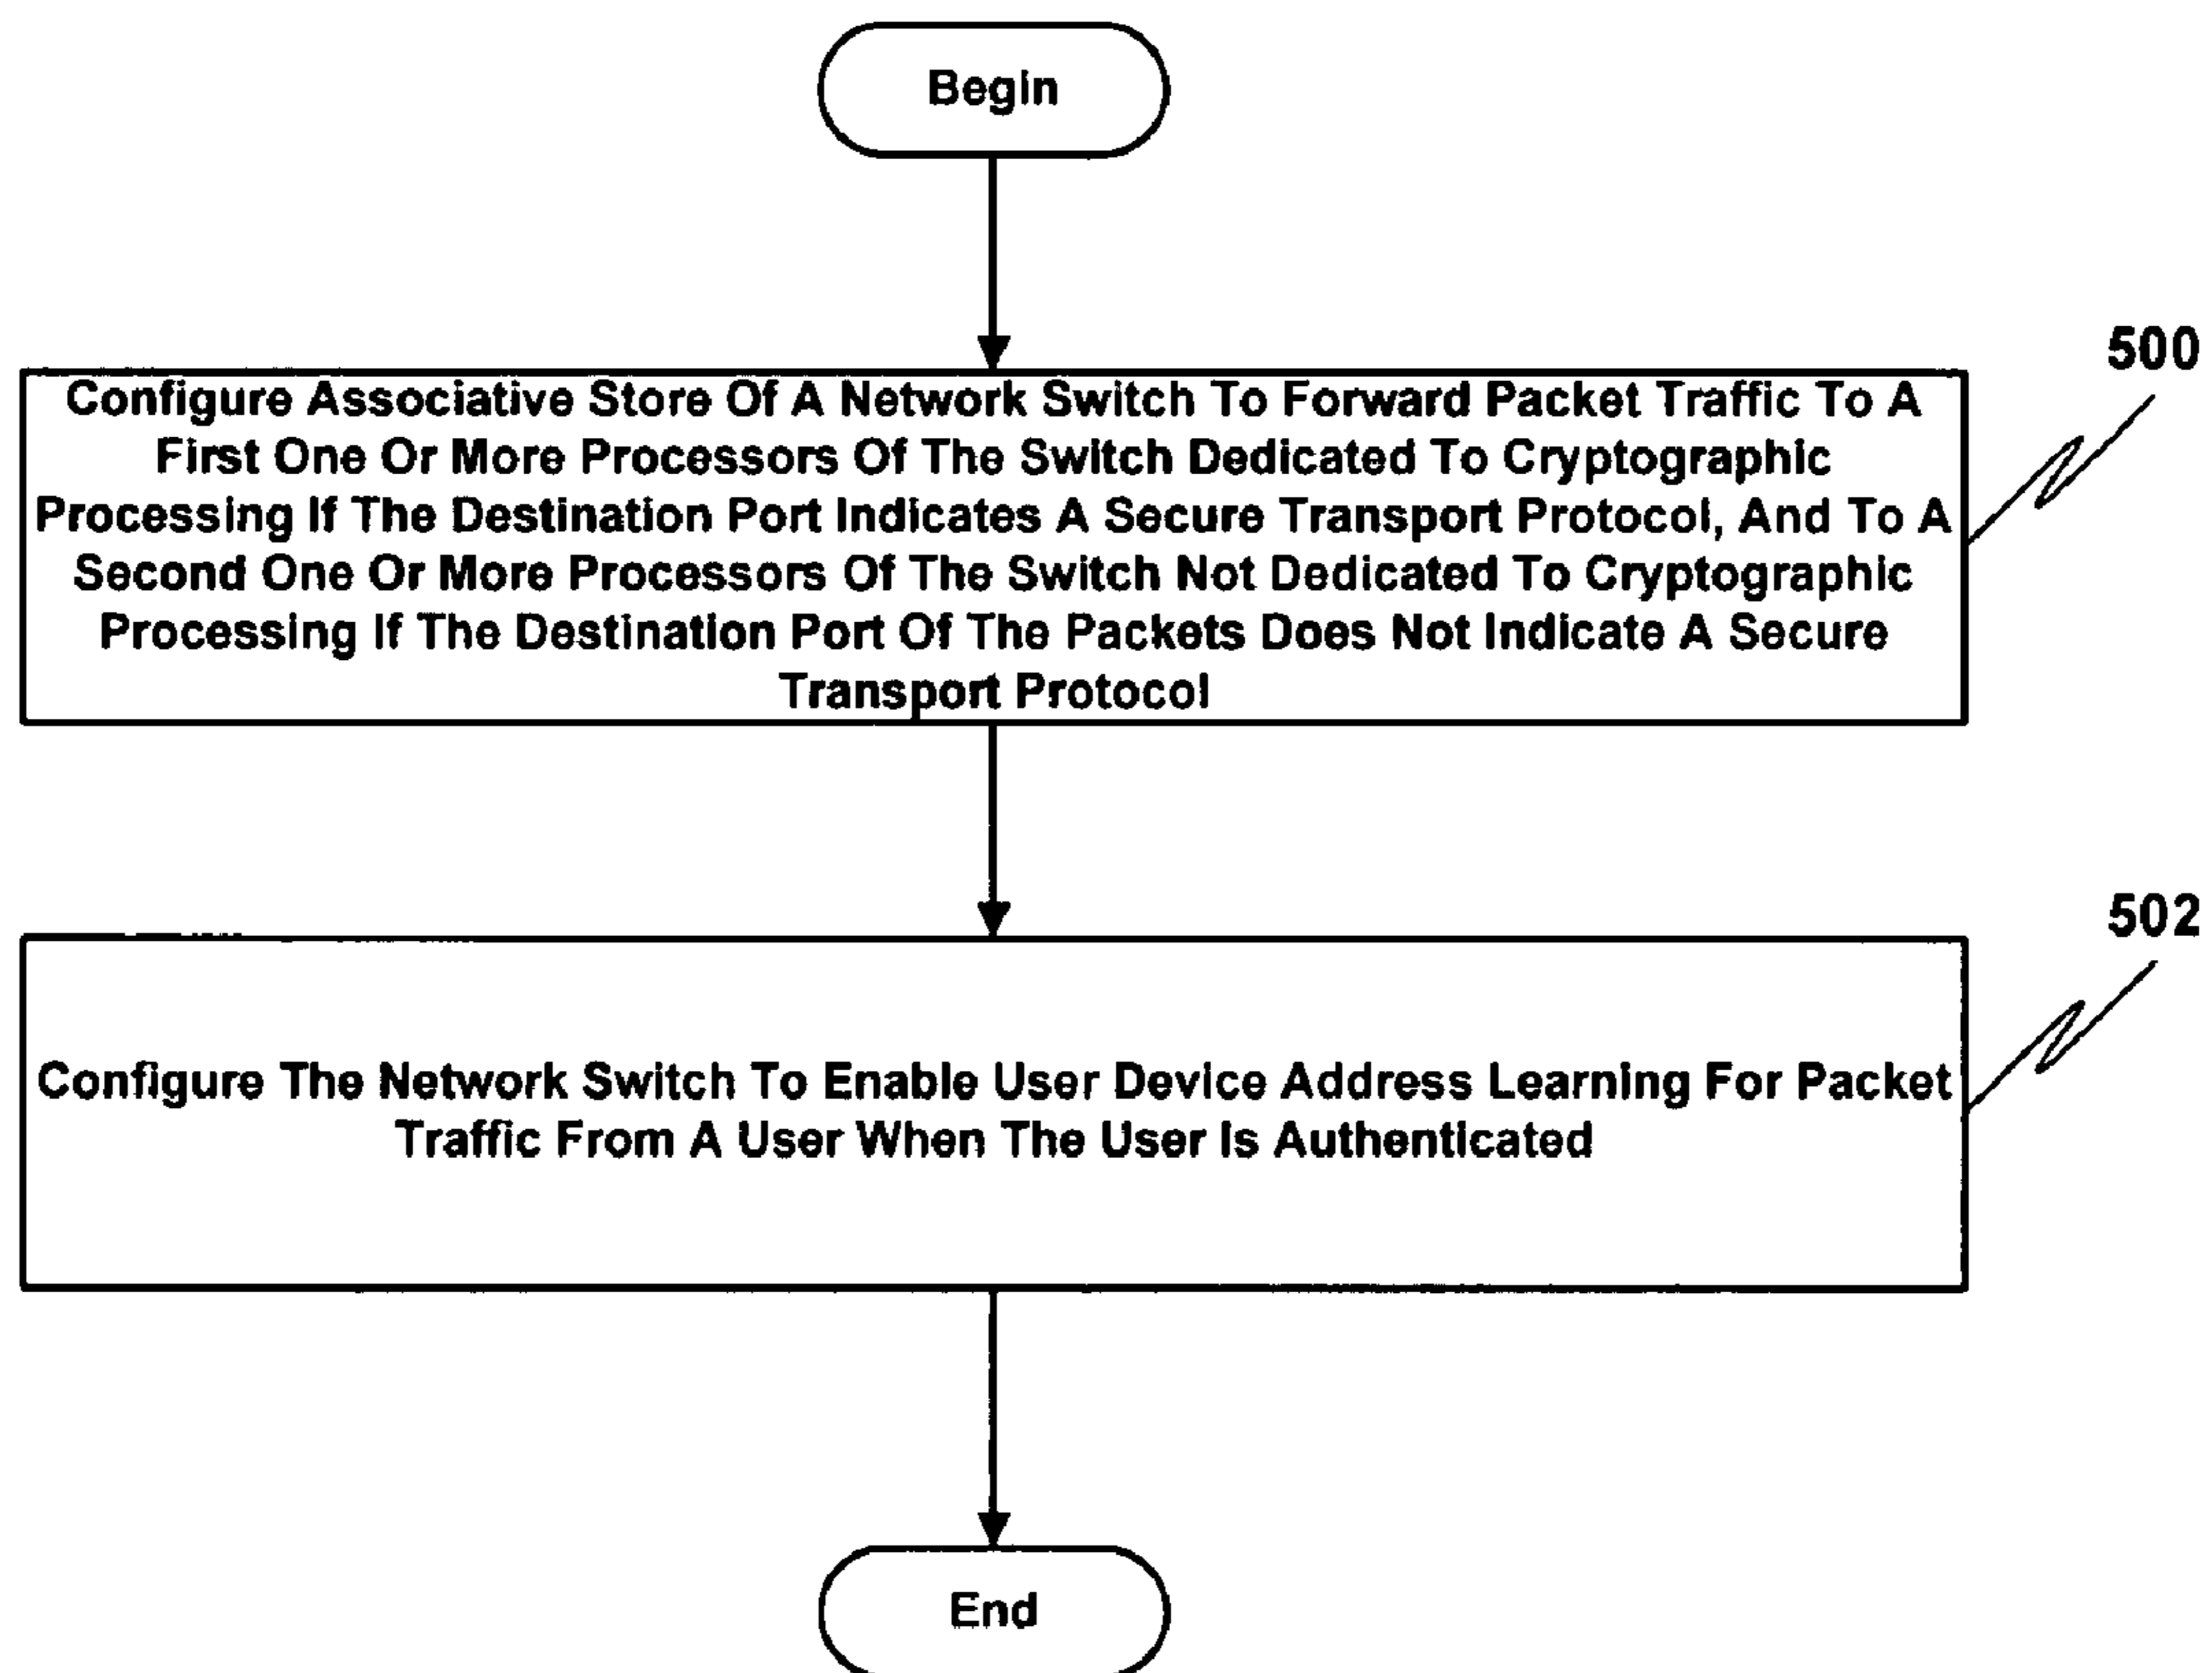 Begin
500
Configure Associative Store Of A Network Switch To Forward Packet Traffic To A
First One Or More Processors Of The Switch Dedicated To Cryptographic
Processing If The Destination Port Indicates A Secure Transport Protocol, And To A
Second One Or More Processors Of The Switch Not Dedicated To Cryptographic
Processing If The Destination Port Of The Packets Does Not Indicate A Secure
Transport Protocol
502
Configure The Network Switch To Enable User Device Address Learning For Packet
Traffic From A User When The User Is Authenticated
End